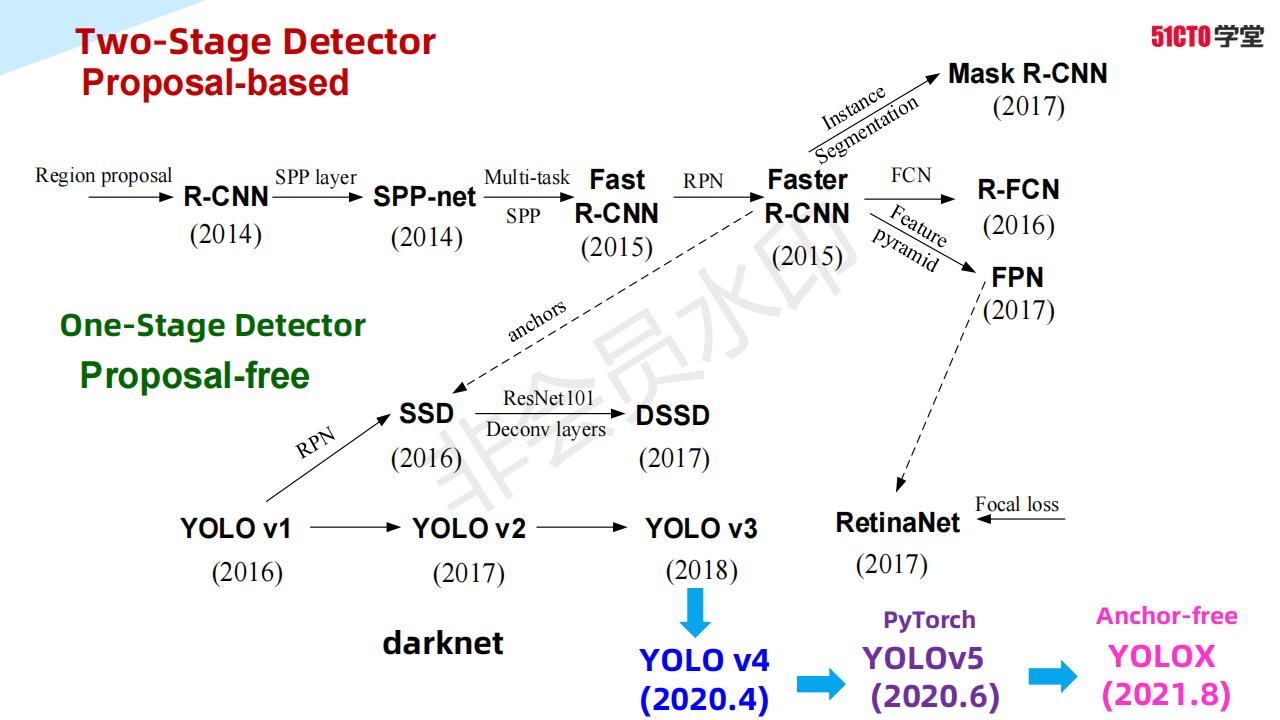 Two-Stage Detector
Proposal-based
51CTO学堂
Mask R-CNN
(2017)
Instance
Segmentation
Region proposal
R-CNN
(2014)
SPP layer
SPP-net
(2014)
Multi-task
SPP
Fast
R-CNN
(2015)
RPN
Faster
R-CNN
(2015)
FCN
R-FCN
(2016)
Feature
pyramid
FPN
(2017)
anchors
One-Stage Detector
Proposal-free
RPN
SSD
(2016)
ResNet101
Deconv layers
DSSD
(2017)
YOLO v1
(2016)
YOLO v2
(2017)
YOLO v3
(2018)
RetinaNet
(2017)
Focal loss
darknet
YOLO v4
(2020.4)
PyTorch
YOLOv5
(2020.6)
Anchor-free
YOLOX
(2021.8)
非会员水印